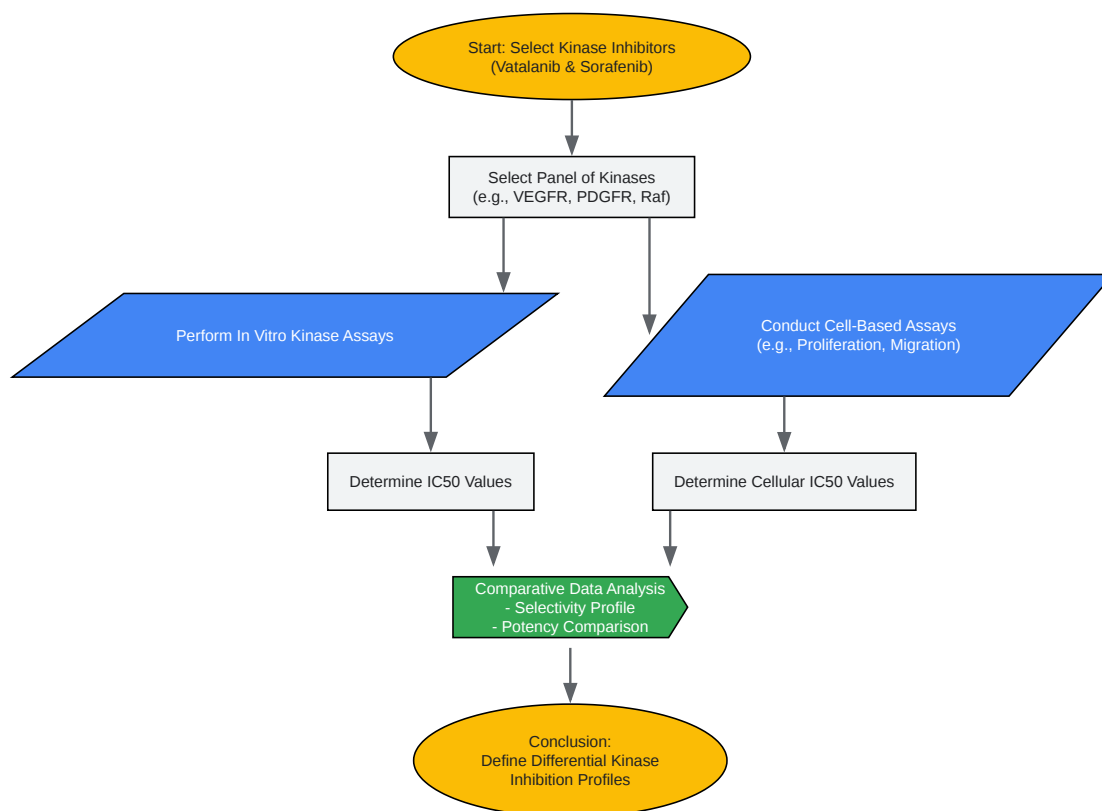 Start: Select Kinase Inhibitors
(Vatalanib & Sorafenib)
Select Panel of Kinases
(e.g., VEGFR, PDGFR, Raf)
Perform In Vitro Kinase Assays
Conduct Cell-Based Assays
(e.g., Proliferation, Migration)
Determine IC50 Values
Determine Cellular IC50 Values
Comparative Data Analysis
- Selectivity Profile
- Potency Comparison
Conclusion:
Define Differential Kinase
Inhibition Profiles